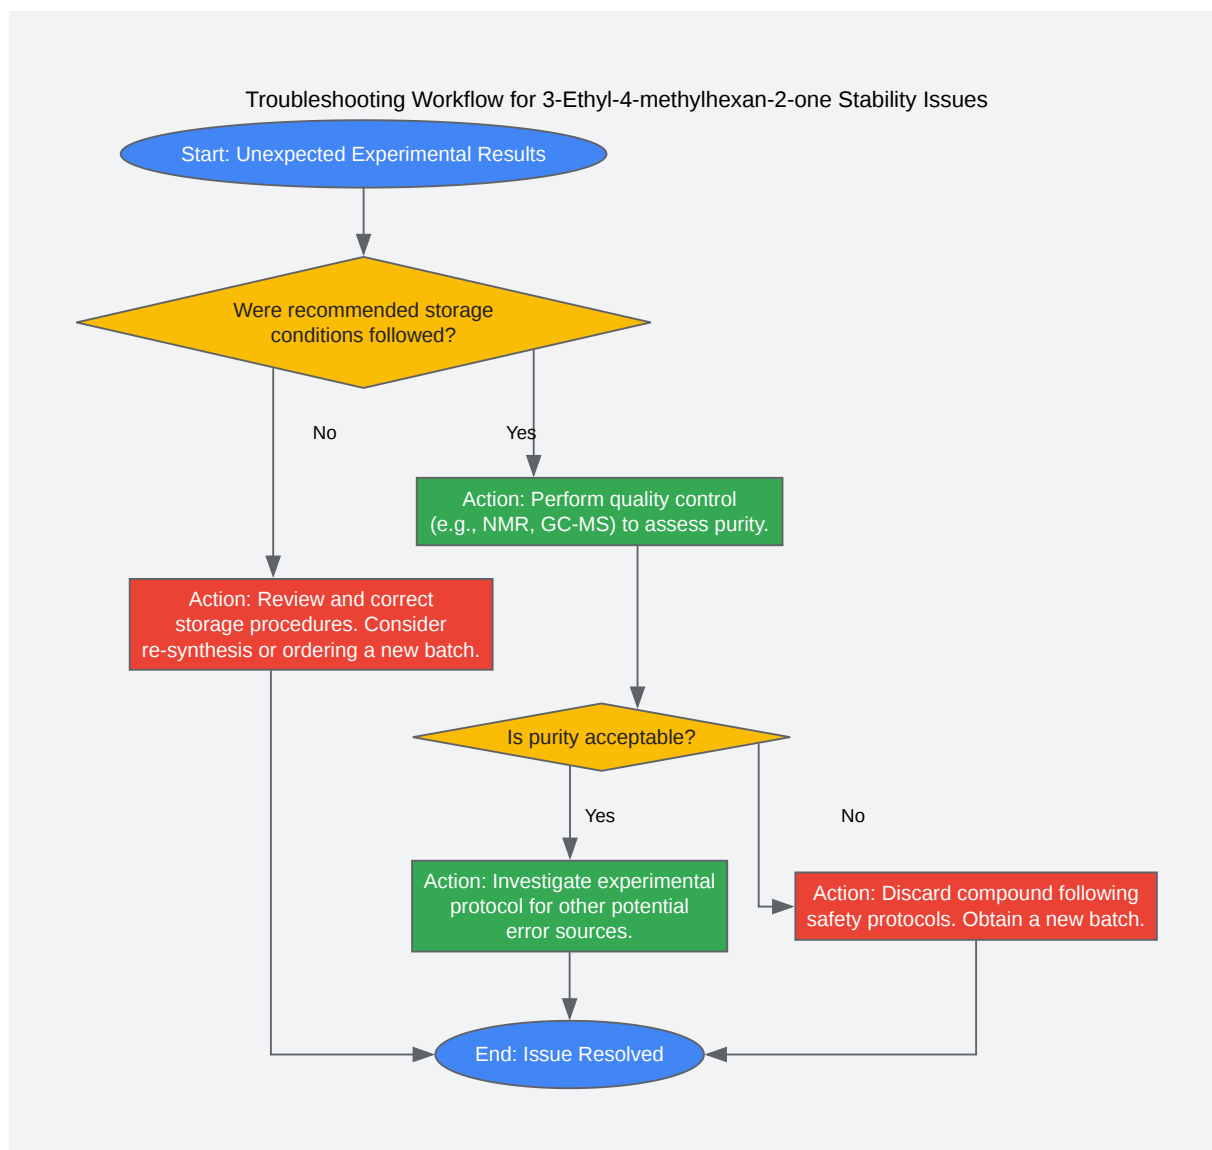 Troubleshooting Workflow for 3-Ethyl-4-methylhexan-2-one Stability Issues
Start: Unexpected Experimental Results
Were recommended storage
conditions followed?
No
Yes
Action: Perform quality control
(e.g., NMR, GC-MS) to assess purity.
Action: Review and correct
storage procedures. Consider
re-synthesis or ordering a new batch.
Is purity acceptable?
Yes
No
Action: Investigate experimental
protocol for other potential
error sources.
Action: Discard compound following
safety protocols. Obtain a new batch.
End: Issue Resolved